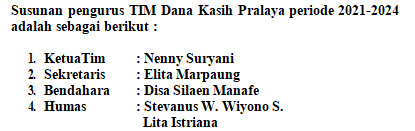 Susunan pengurus TIM Dana Kasih Pralaya periode 2021-2024
adalah sebagai berikut :
1. KetuaTim : Nenny Suryani
2. Sekretaris : Elita Marpaung
3. Bendahara : Disa Silaen Manafe
4. Humas : Stevanus W. Wiyono S.
Lita Istriana